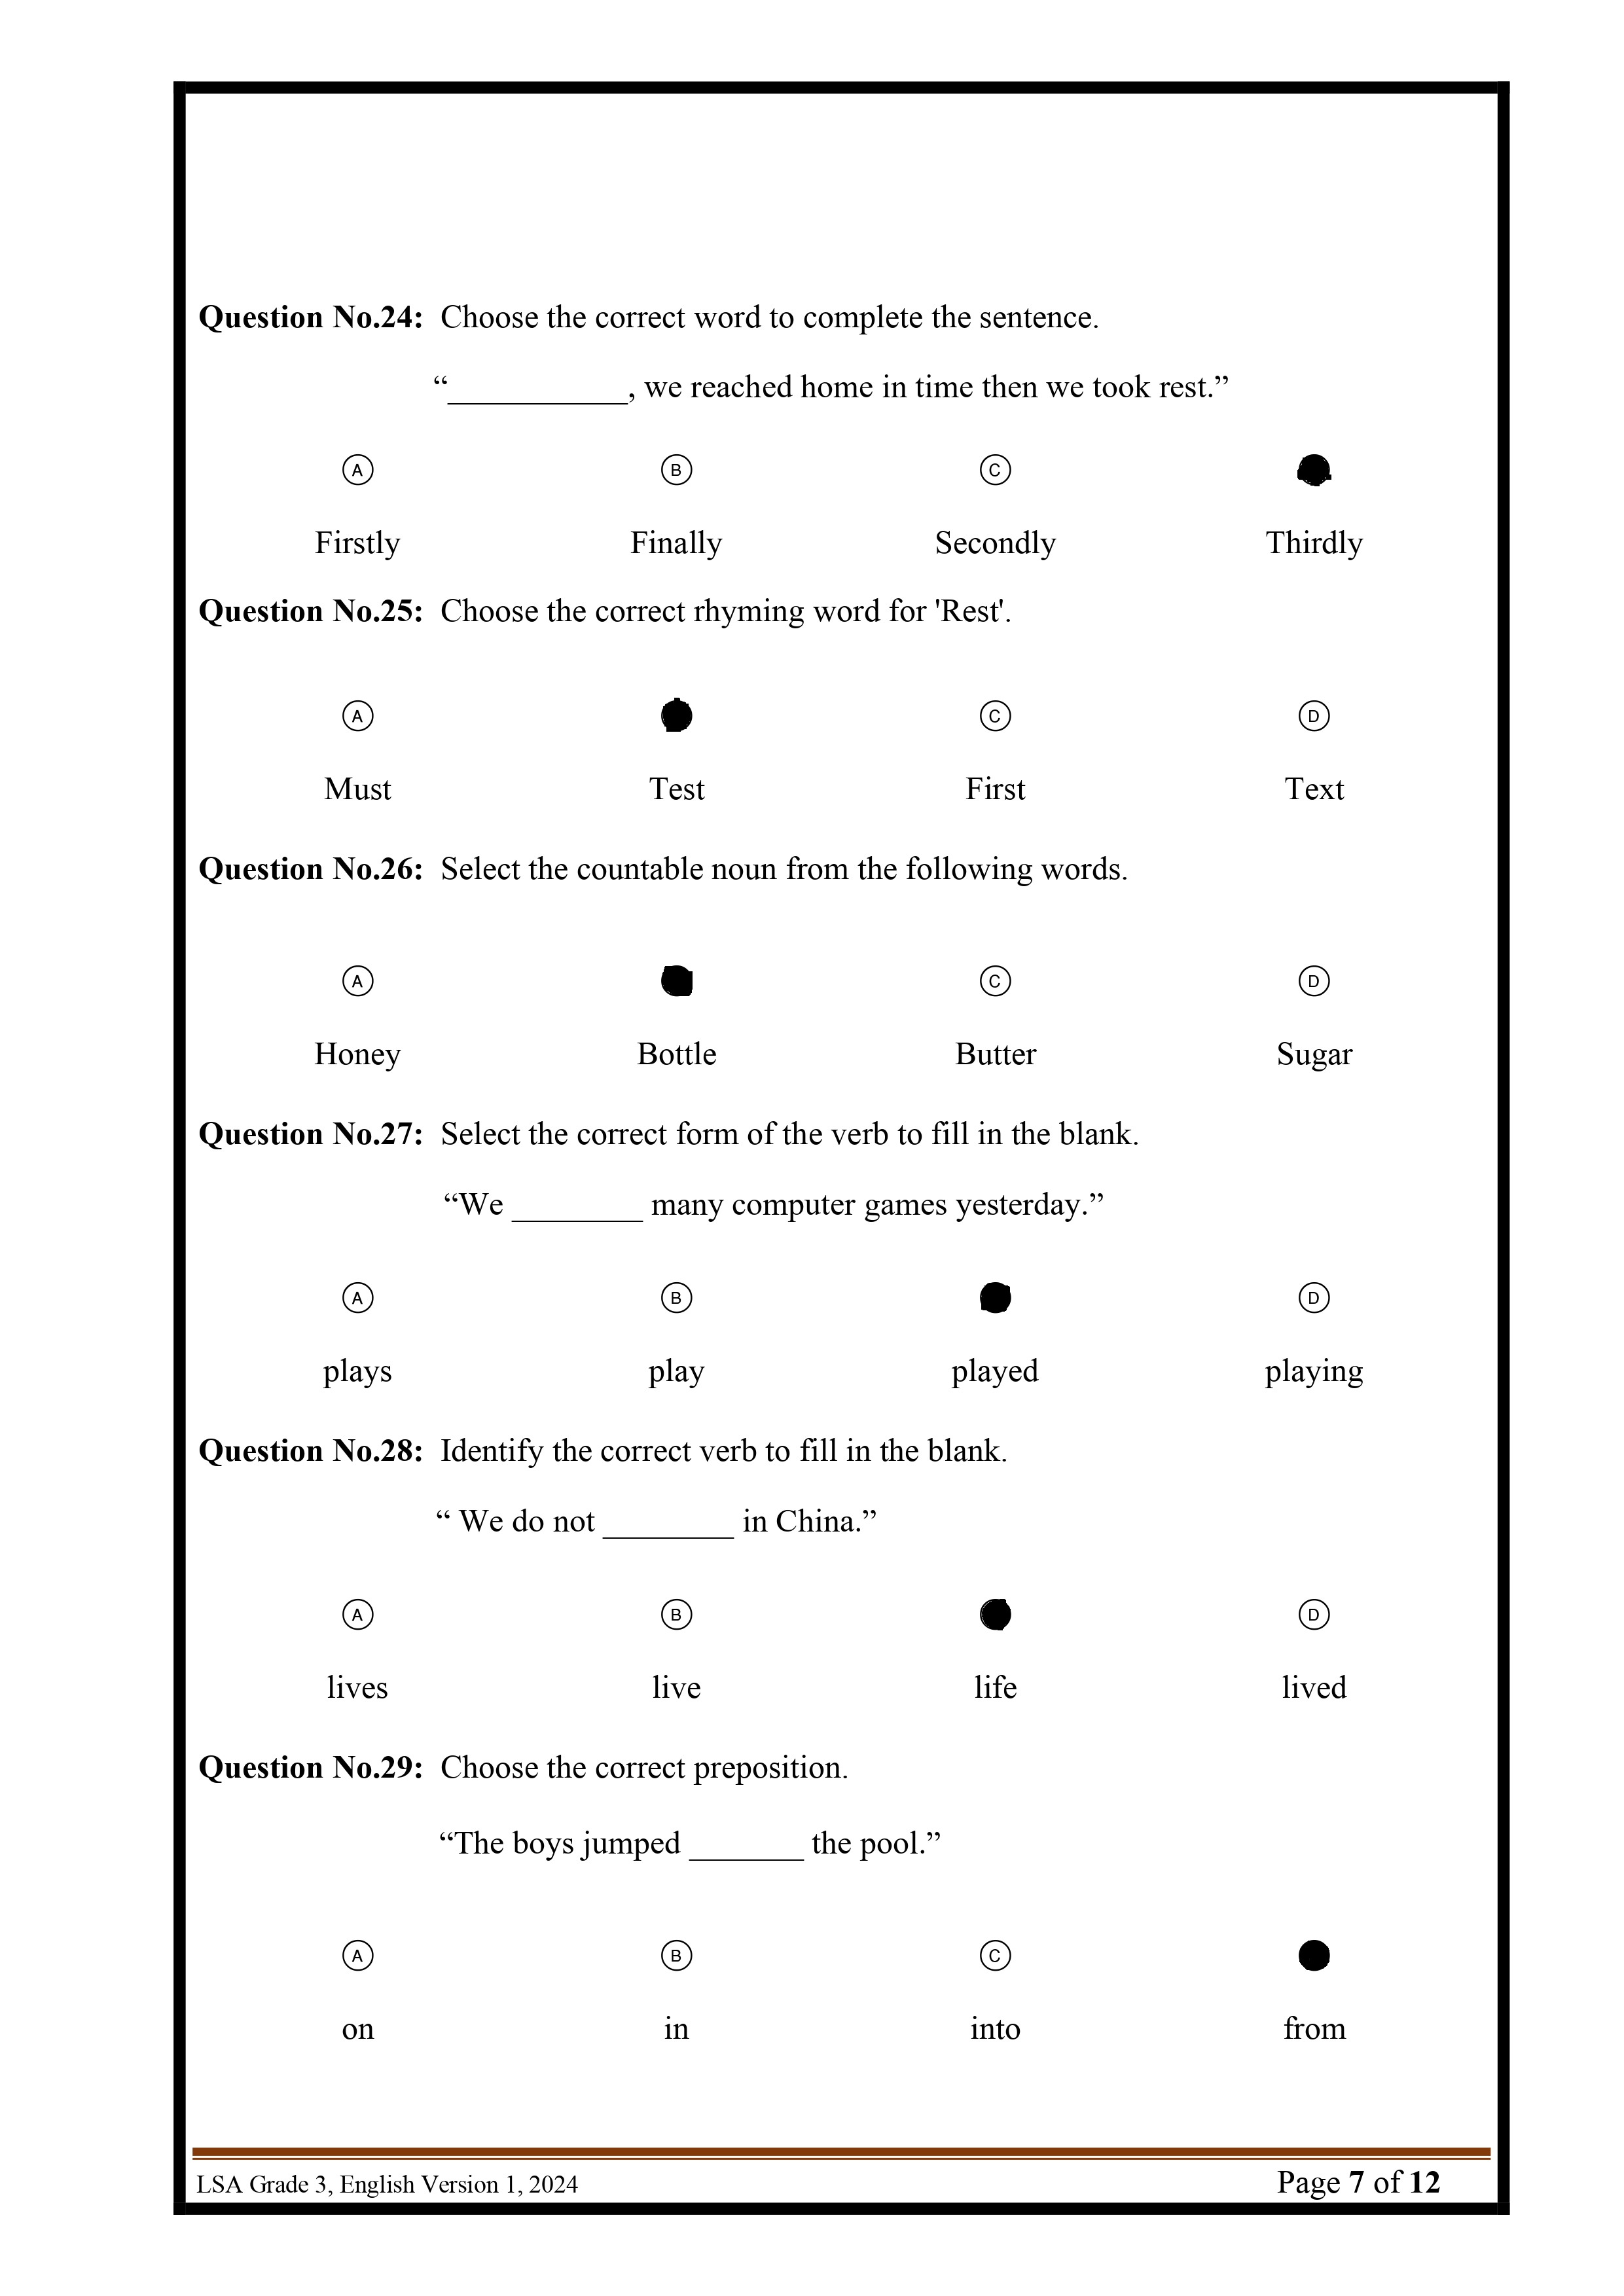 Question No.24: Choose the correct word to complete the sentence.
“___________, we reached home in time then we took rest.”
A B C
Firstly Finally Secondly Thirdly
Question No.25: Choose the correct rhyming word for 'Rest'.
A C D
Must Test First Text
Question No.26: Select the countable noun from the following words.
A C D
Honey Bottle Butter Sugar
Question No.27: Select the correct form of the verb to fill in the blank.
“We ________ many computer games yesterday.”
A B D
plays play played playing
Question No.28: Identify the correct verb to fill in the blank.
“ We do not ________ in China.”
A B D
lives live life lived
Question No.29: Choose the correct preposition.
“The boys jumped _______ the pool.”
A B C
on in into from
LSA Grade 3, English Version 1, 2024 Page 7 of 12